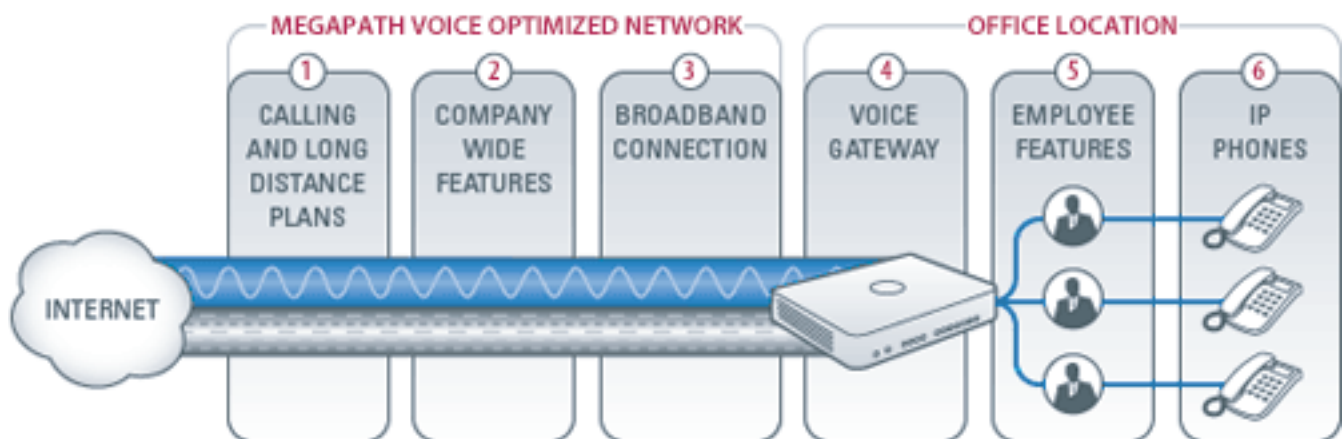 MEGAPATH VOICE OPTIMIZED NETWORK
OFFICE LOCATION
1
CALLING
AND LONG
DISTANCE
PLANS
2
COMPANY
WIDE
FEATURES
3
BROADBAND
CONNECTION
4
VOICE
GATEWAY
5
EMPLOYEE
FEATURES
6
IP
PHONES
INTERNET